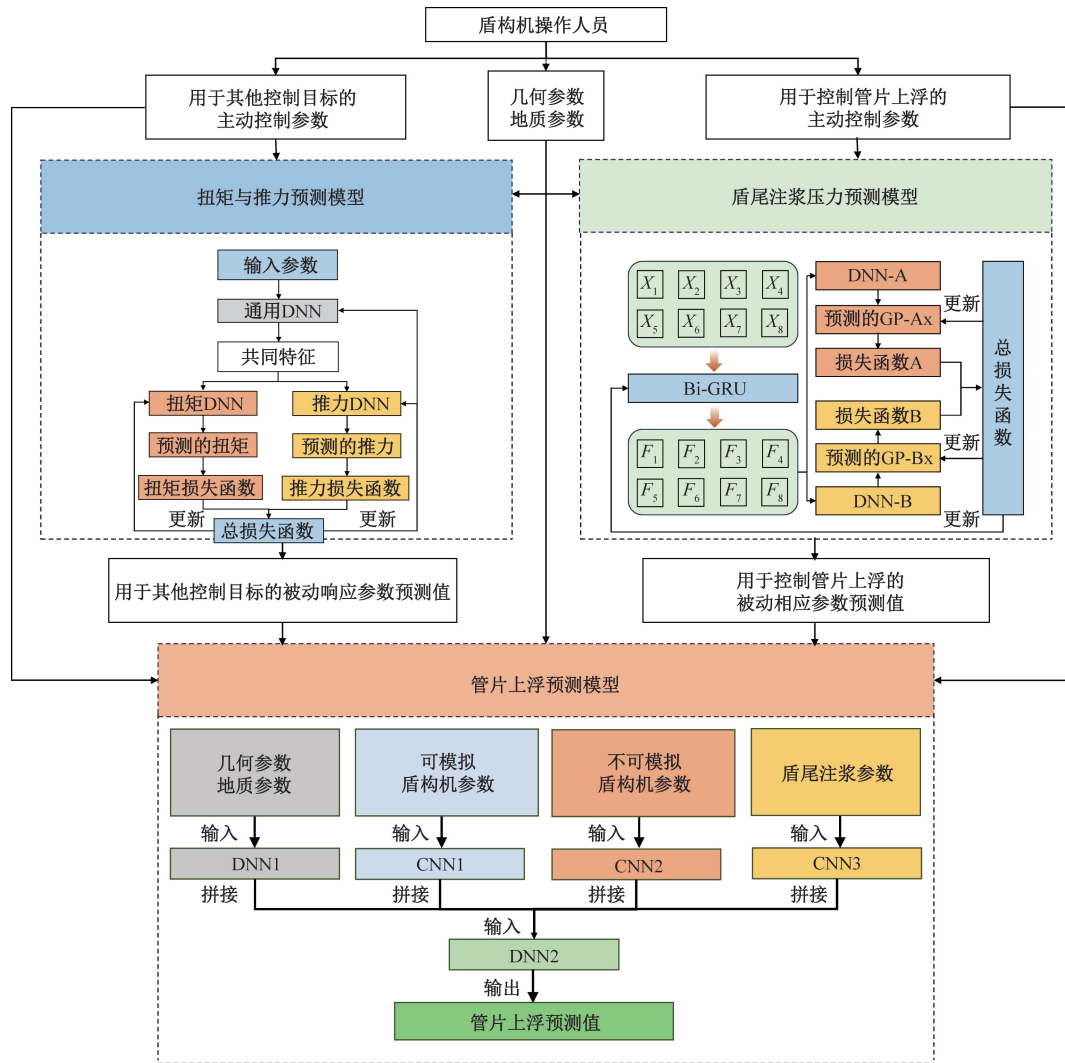 盾构机操作人员
用于其他控制目标的
主动控制参数
几何参数
地质参数
用于控制管片上浮的
主动控制参数
扭矩与推力预测模型
盾尾注浆压力预测模型
输入参数
通用DNN
共同特征
扭矩DNN
推力DNN
预测的扭矩
预测的推力
扭矩损失函数
推力损失函数
更新
更新
总损失函数
X1 X2 X3 X4
X5 X6 X7 X8
Bi-GRU
F1 F2 F3 F4
F5 F6 F7 F8
DNN-A
预测的GP-Ax
损失函数A
损失函数B
预测的GP-Bx
DNN-B
更新
更新
更新
总损失函数
用于其他控制目标的被动响应参数预测值
用于控制管片上浮的
被动相应参数预测值
管片上浮预测模型
几何参数
地质参数
可模拟
盾构机参数
不可模拟
盾构机参数
盾尾注浆参数
输入
输入
输入
输入
DNN1
CNN1
CNN2
CNN3
拼接
拼接
拼接
拼接
输入
DNN2
输出
管片上浮预测值